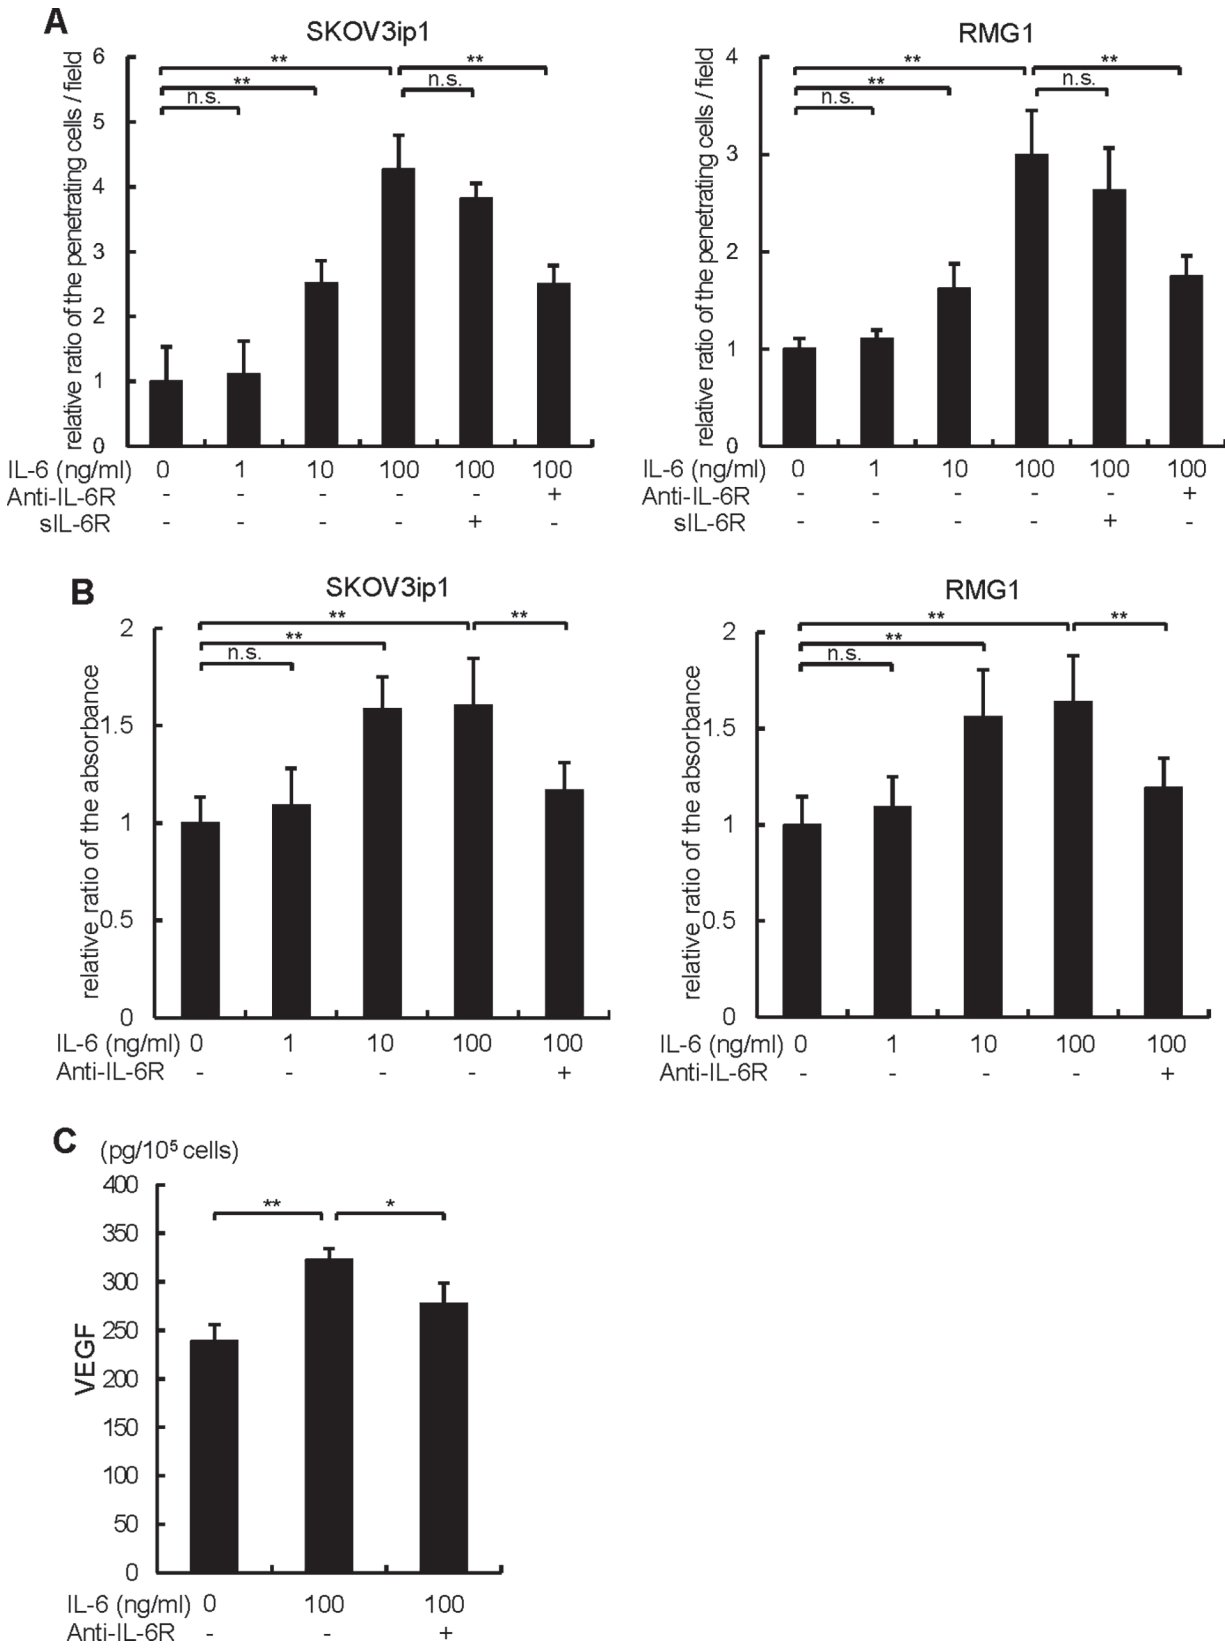 A
SKOV3ip1
relative ratio of the penetrating cells / field
6
5
4
3
2
1
0
**
**
n.s.
n.s.
**
IL-6 (ng/ml) 0 1 10 100 100 100
Anti-IL-6R - - - - - +
sIL-6R - - - - + -
RMG1
relative ratio of the penetrating cells / field
4
3
2
1
0
**
**
n.s.
n.s.
**
IL-6 (ng/ml) 0 1 10 100 100 100
Anti-IL-6R - - - - - +
sIL-6R - - - - + -
B
SKOV3ip1
relative ratio of the absorbance
2
1.5
1
0.5
0
**
**
n.s.
**
IL-6 (ng/ml) 0 1 10 100 100
Anti-IL-6R - - - - +
RMG1
relative ratio of the absorbance
2
1.5
1
0.5
0
**
**
n.s.
**
IL-6 (ng/ml) 0 1 10 100 100
Anti-IL-6R - - - - +
C
(pg/10⁵ cells)
VEGF
400
350
300
250
200
150
100
50
0
**
*
IL-6 (ng/ml) 0 100 100
Anti-IL-6R - - +